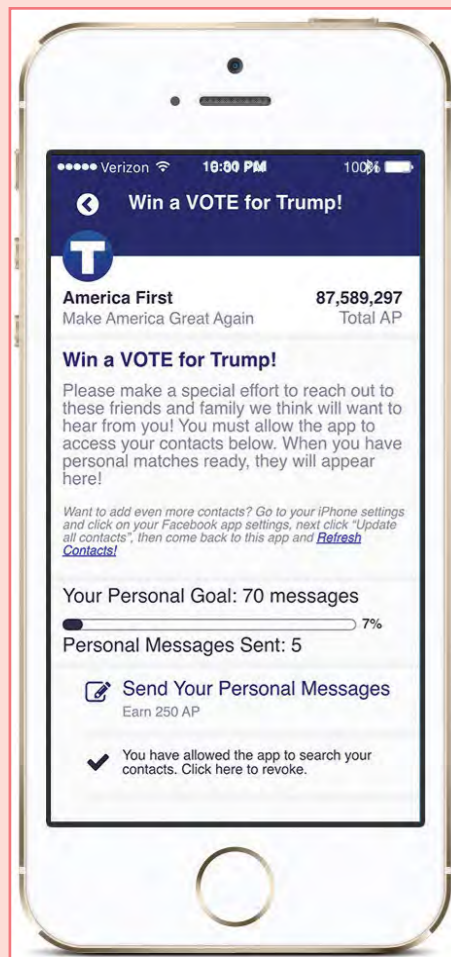 Verizon 100%
Win a VOTE for Trump!
T
America First 87,589,297
Make America Great Again Total AP
Win a VOTE for Trump!
Please make a special effort to reach out to
these friends and family we think will want to
hear from you! You must allow the app to
access your contacts below. When you have
personal matches ready, they will appear
here!
Want to add even more contacts? Go to your iPhone settings
and click on your Facebook app settings, next click “Update
all contacts”, then come back to this app and Refresh
Contacts!
Your Personal Goal: 70 messages
7%
Personal Messages Sent: 5
Send Your Personal Messages
Earn 250 AP
You have allowed the app to search your
contacts. Click here to revoke.